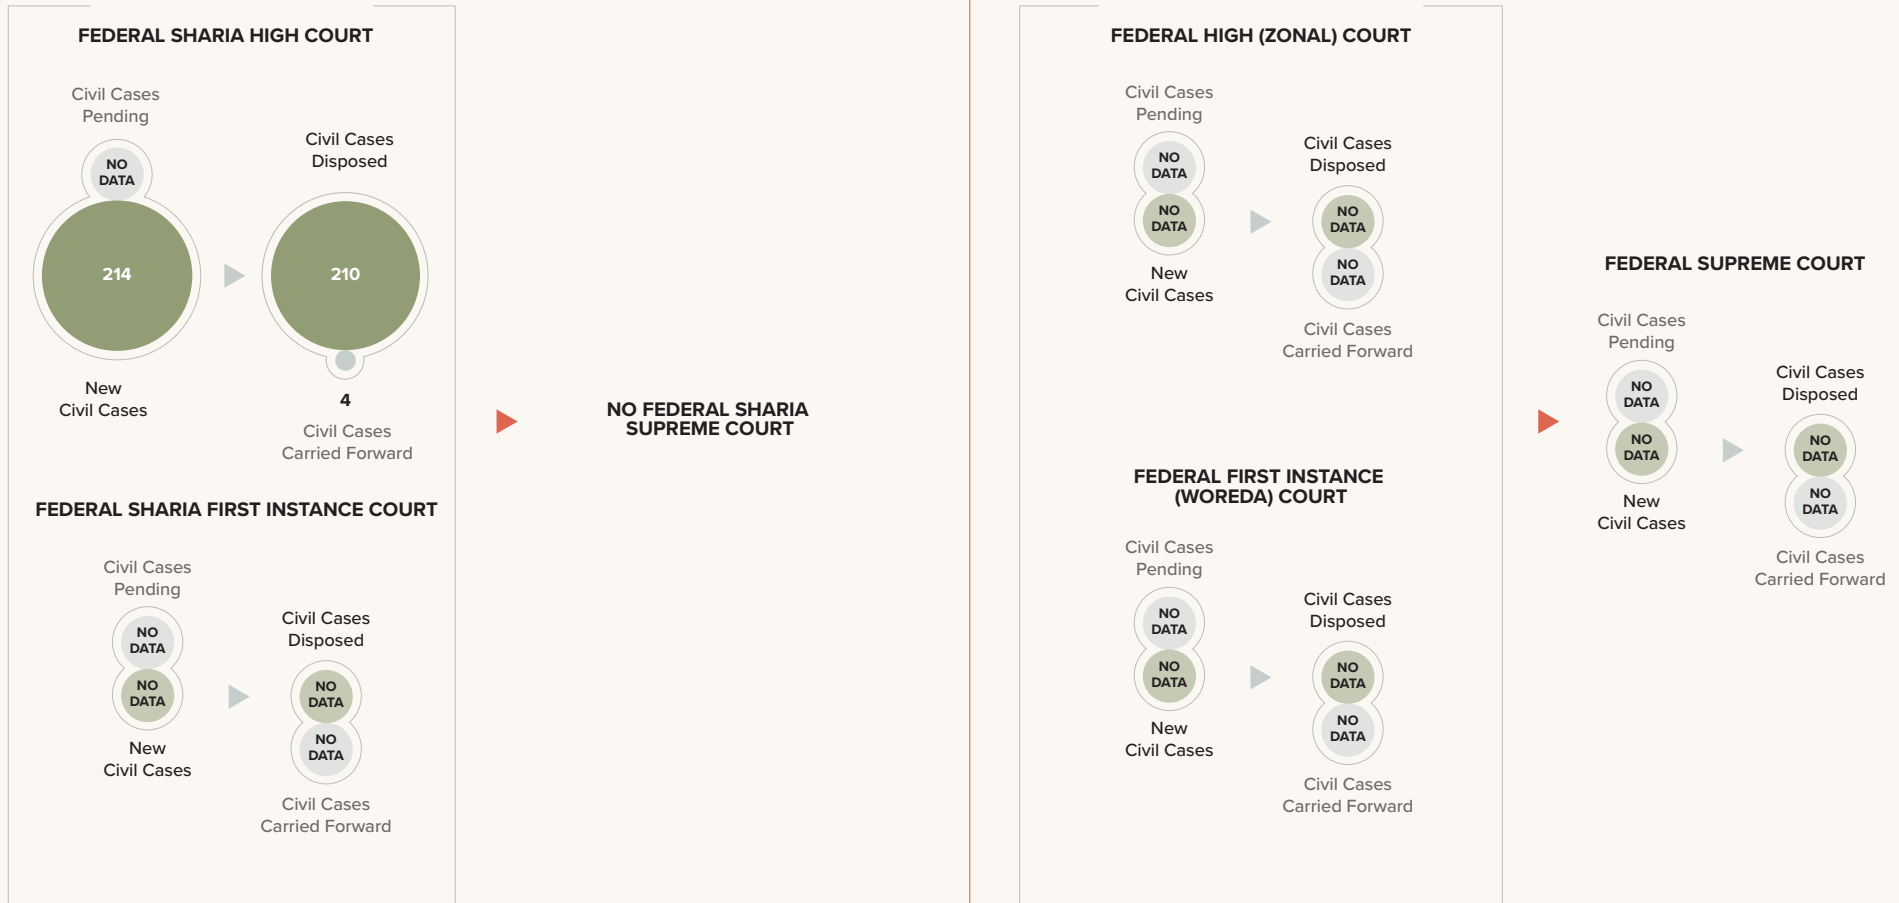 FEDERAL SHARIA HIGH COURT
Civil Cases
Pending
NO
DATA
214
New
Civil Cases
Civil Cases
Disposed
210
4
Civil Cases
Carried Forward
FEDERAL SHARIA FIRST INSTANCE COURT
Civil Cases
Pending
NO
DATA
NO
DATA
New
Civil Cases
Civil Cases
Disposed
NO
DATA
NO
DATA
Civil Cases
Carried Forward
NO FEDERAL SHARIA
SUPREME COURT
FEDERAL HIGH (ZONAL) COURT
Civil Cases
Pending
NO
DATA
NO
DATA
New
Civil Cases
Civil Cases
Disposed
NO
DATA
NO
DATA
Civil Cases
Carried Forward
FEDERAL FIRST INSTANCE
(WOREDA) COURT
Civil Cases
Pending
NO
DATA
NO
DATA
New
Civil Cases
Civil Cases
Disposed
NO
DATA
NO
DATA
Civil Cases
Carried Forward
FEDERAL SUPREME COURT
Civil Cases
Pending
NO
DATA
NO
DATA
New
Civil Cases
Civil Cases
Disposed
NO
DATA
NO
DATA
Civil Cases
Carried Forward